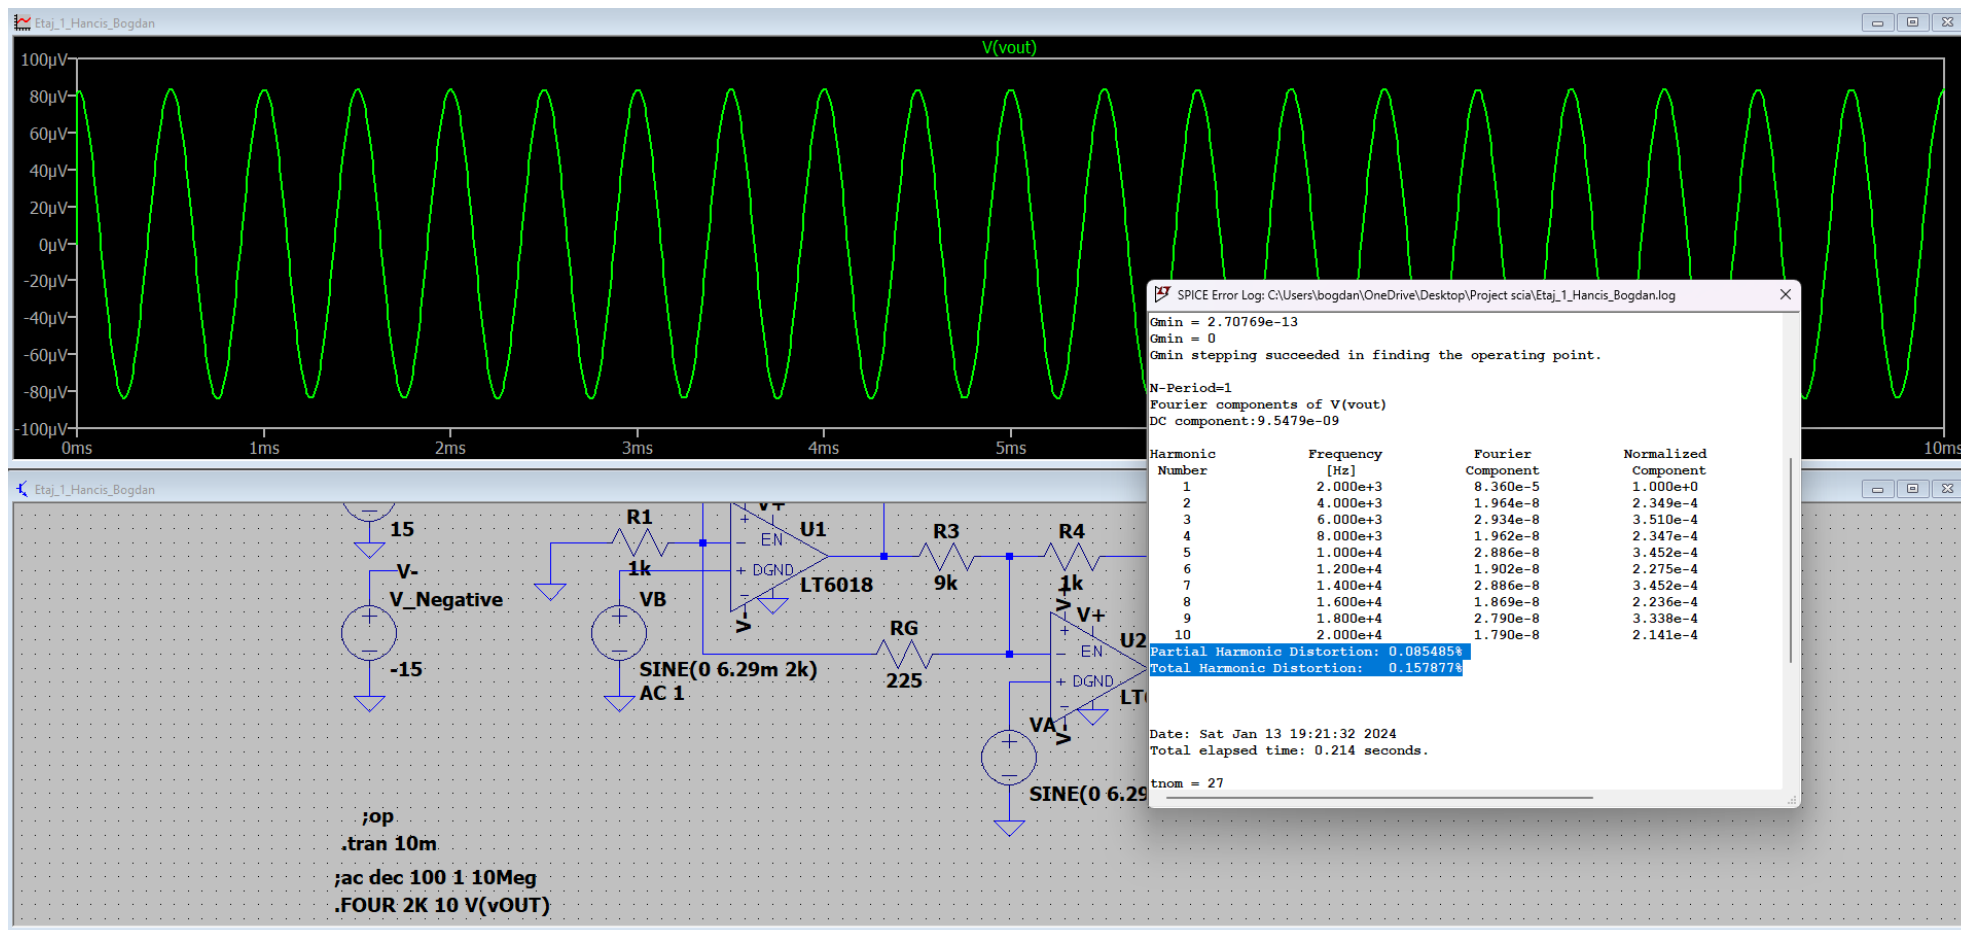 Etaj_1_Hancis_Bogdan
V(vout)
100µV
80µV
60µV
40µV
20µV
0µV
-20µV
-40µV
-60µV
-80µV
-100µV
0ms 1ms 2ms 3ms 4ms 5ms 10ms
Etaj_1_Hancis_Bogdan
15
V-
V_Negative
-15
R1
1k
VB
SINE(0 6.29m 2k)
AC 1
V+
EN
DGND
U1
LT6018
V-
R3
9k
R4
1k
RG
225
V+
V+
U2
EN
DGND
V-
VA
SINE(0 6.29
;op
.tran 10m
;ac dec 100 1 10Meg
.FOUR 2K 10 V(vOUT)
SPICE Error Log: C:\Users\bogdan\OneDrive\Desktop\Project scia\Etaj_1_Hancis_Bogdan.log
Gmin = 2.70769e-13
Gmin = 0
Gmin stepping succeeded in finding the operating point.
N-Period=1
Fourier components of V(vout)
DC component:9.5479e-09
Harmonic Frequency Fourier Normalized
Number [Hz] Component Component
1 2.000e+3 8.360e-5 1.000e+0
2 4.000e+3 1.964e-8 2.349e-4
3 6.000e+3 2.934e-8 3.510e-4
4 8.000e+3 1.962e-8 2.347e-4
5 1.000e+4 2.886e-8 3.452e-4
6 1.200e+4 1.902e-8 2.275e-4
7 1.400e+4 2.886e-8 3.452e-4
8 1.600e+4 1.869e-8 2.236e-4
9 1.800e+4 2.790e-8 3.338e-4
10 2.000e+4 1.790e-8 2.141e-4
Partial Harmonic Distortion: 0.085485%
Total Harmonic Distortion: 0.157877%
Date: Sat Jan 13 19:21:32 2024
Total elapsed time: 0.214 seconds.
tnom = 27